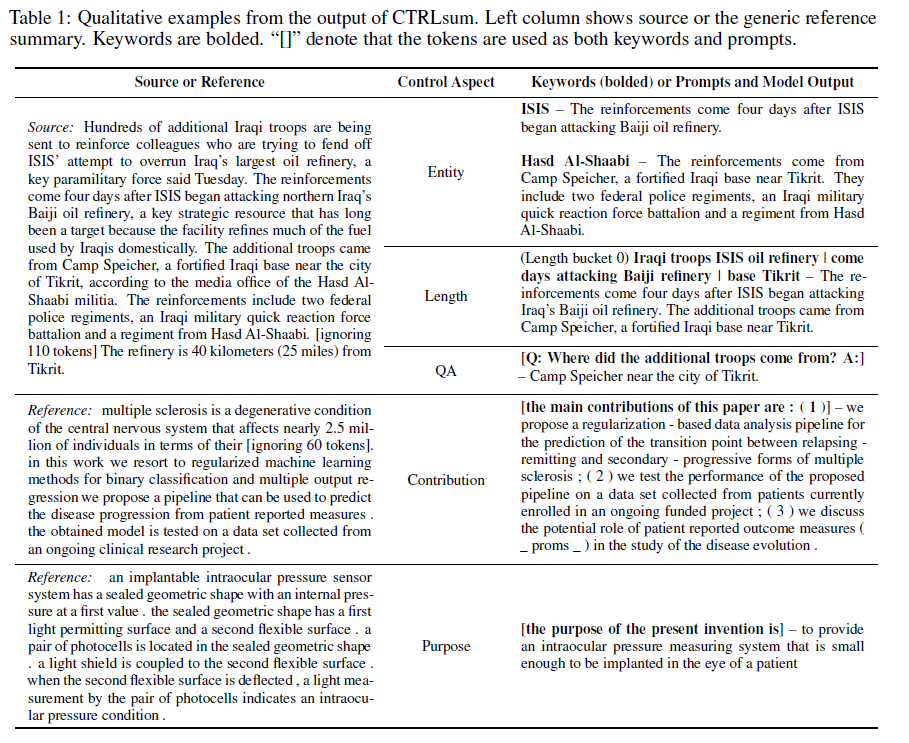 Table 1: Qualitative examples from the output of CTRLsum. Left column shows source or the generic reference
summary. Keywords are bolded. “[]” denote that the tokens are used as both keywords and prompts.
Source or Reference
Control Aspect
Keywords (bolded) or Prompts and Model Output
Source: Hundreds of additional Iraqi troops are being
sent to reinforce colleagues who are trying to fend off
ISIS’ attempt to overrun Iraq’s largest oil refinery, a
key paramilitary force said Tuesday. The reinforcements
come four days after ISIS began attacking northern Iraq’s
Baiji oil refinery, a key strategic resource that has long
been a target because the facility refines much of the fuel
used by Iraqis domestically. The additional troops came
from Camp Speicher, a fortified Iraqi base near the city
of Tikrit, according to the media office of the Hasd Al-
Shaabi militia. The reinforcements include two federal
police regiments, an Iraqi military quick reaction force
battalion and a regiment from Hasd Al-Shaabi. [ignoring
110 tokens] The refinery is 40 kilometers (25 miles) from
Tikrit.
Entity
ISIS – The reinforcements come four days after ISIS
began attacking Baiji oil refinery.
Hasd Al-Shaabi – The reinforcements come from
Camp Speicher, a fortified Iraqi base near Tikrit. They
include two federal police regiments, an Iraqi military
quick reaction force battalion and a regiment from Hasd
Al-Shaabi.
Length
(Length bucket 0) Iraqi troops ISIS oil refinery | come
days attacking Baiji refinery | base Tikrit – The re-
inforcements come four days after ISIS began attacking
Iraq’s Baiji oil refinery. The additional troops came from
Camp Speicher, a fortified Iraqi base near Tikrit.
QA
[Q: Where did the additional troops come from? A:]
– Camp Speicher near the city of Tikrit.
Reference: multiple sclerosis is a degenerative condition
of the central nervous system that affects nearly 2.5 mil-
lion of individuals in terms of their [ignoring 60 tokens].
in this work we resort to regularized machine learning
methods for binary classification and multiple output re-
gression we propose a pipeline that can be used to predict
the disease progression from patient reported measures .
the obtained model is tested on a data set collected from
an ongoing clinical research project .
Contribution
[the main contributions of this paper are : ( 1 )] – we
propose a regularization - based data analysis pipeline for
the prediction of the transition point between relapsing -
remitting and secondary - progressive forms of multiple
sclerosis ; ( 2 ) we test the performance of the proposed
pipeline on a data set collected from patients currently
enrolled in an ongoing funded project ; ( 3 ) we discuss
the potential role of patient reported outcome measures (
_ proms _ ) in the study of the disease evolution .
Reference: an implantable intraocular pressure sensor
system has a sealed geometric shape with an internal pres-
sure at a first value . the sealed geometric shape has a first
light permitting surface and a second flexible surface . a
pair of photocells is located in the sealed geometric shape
. a light shield is coupled to the second flexible surface .
when the second flexible surface is deflected , a light mea-
surement by the pair of photocells indicates an intraocu-
lar pressure condition .
Purpose
[the purpose of the present invention is] – to provide
an intraocular pressure measuring system that is small
enough to be implanted in the eye of a patient